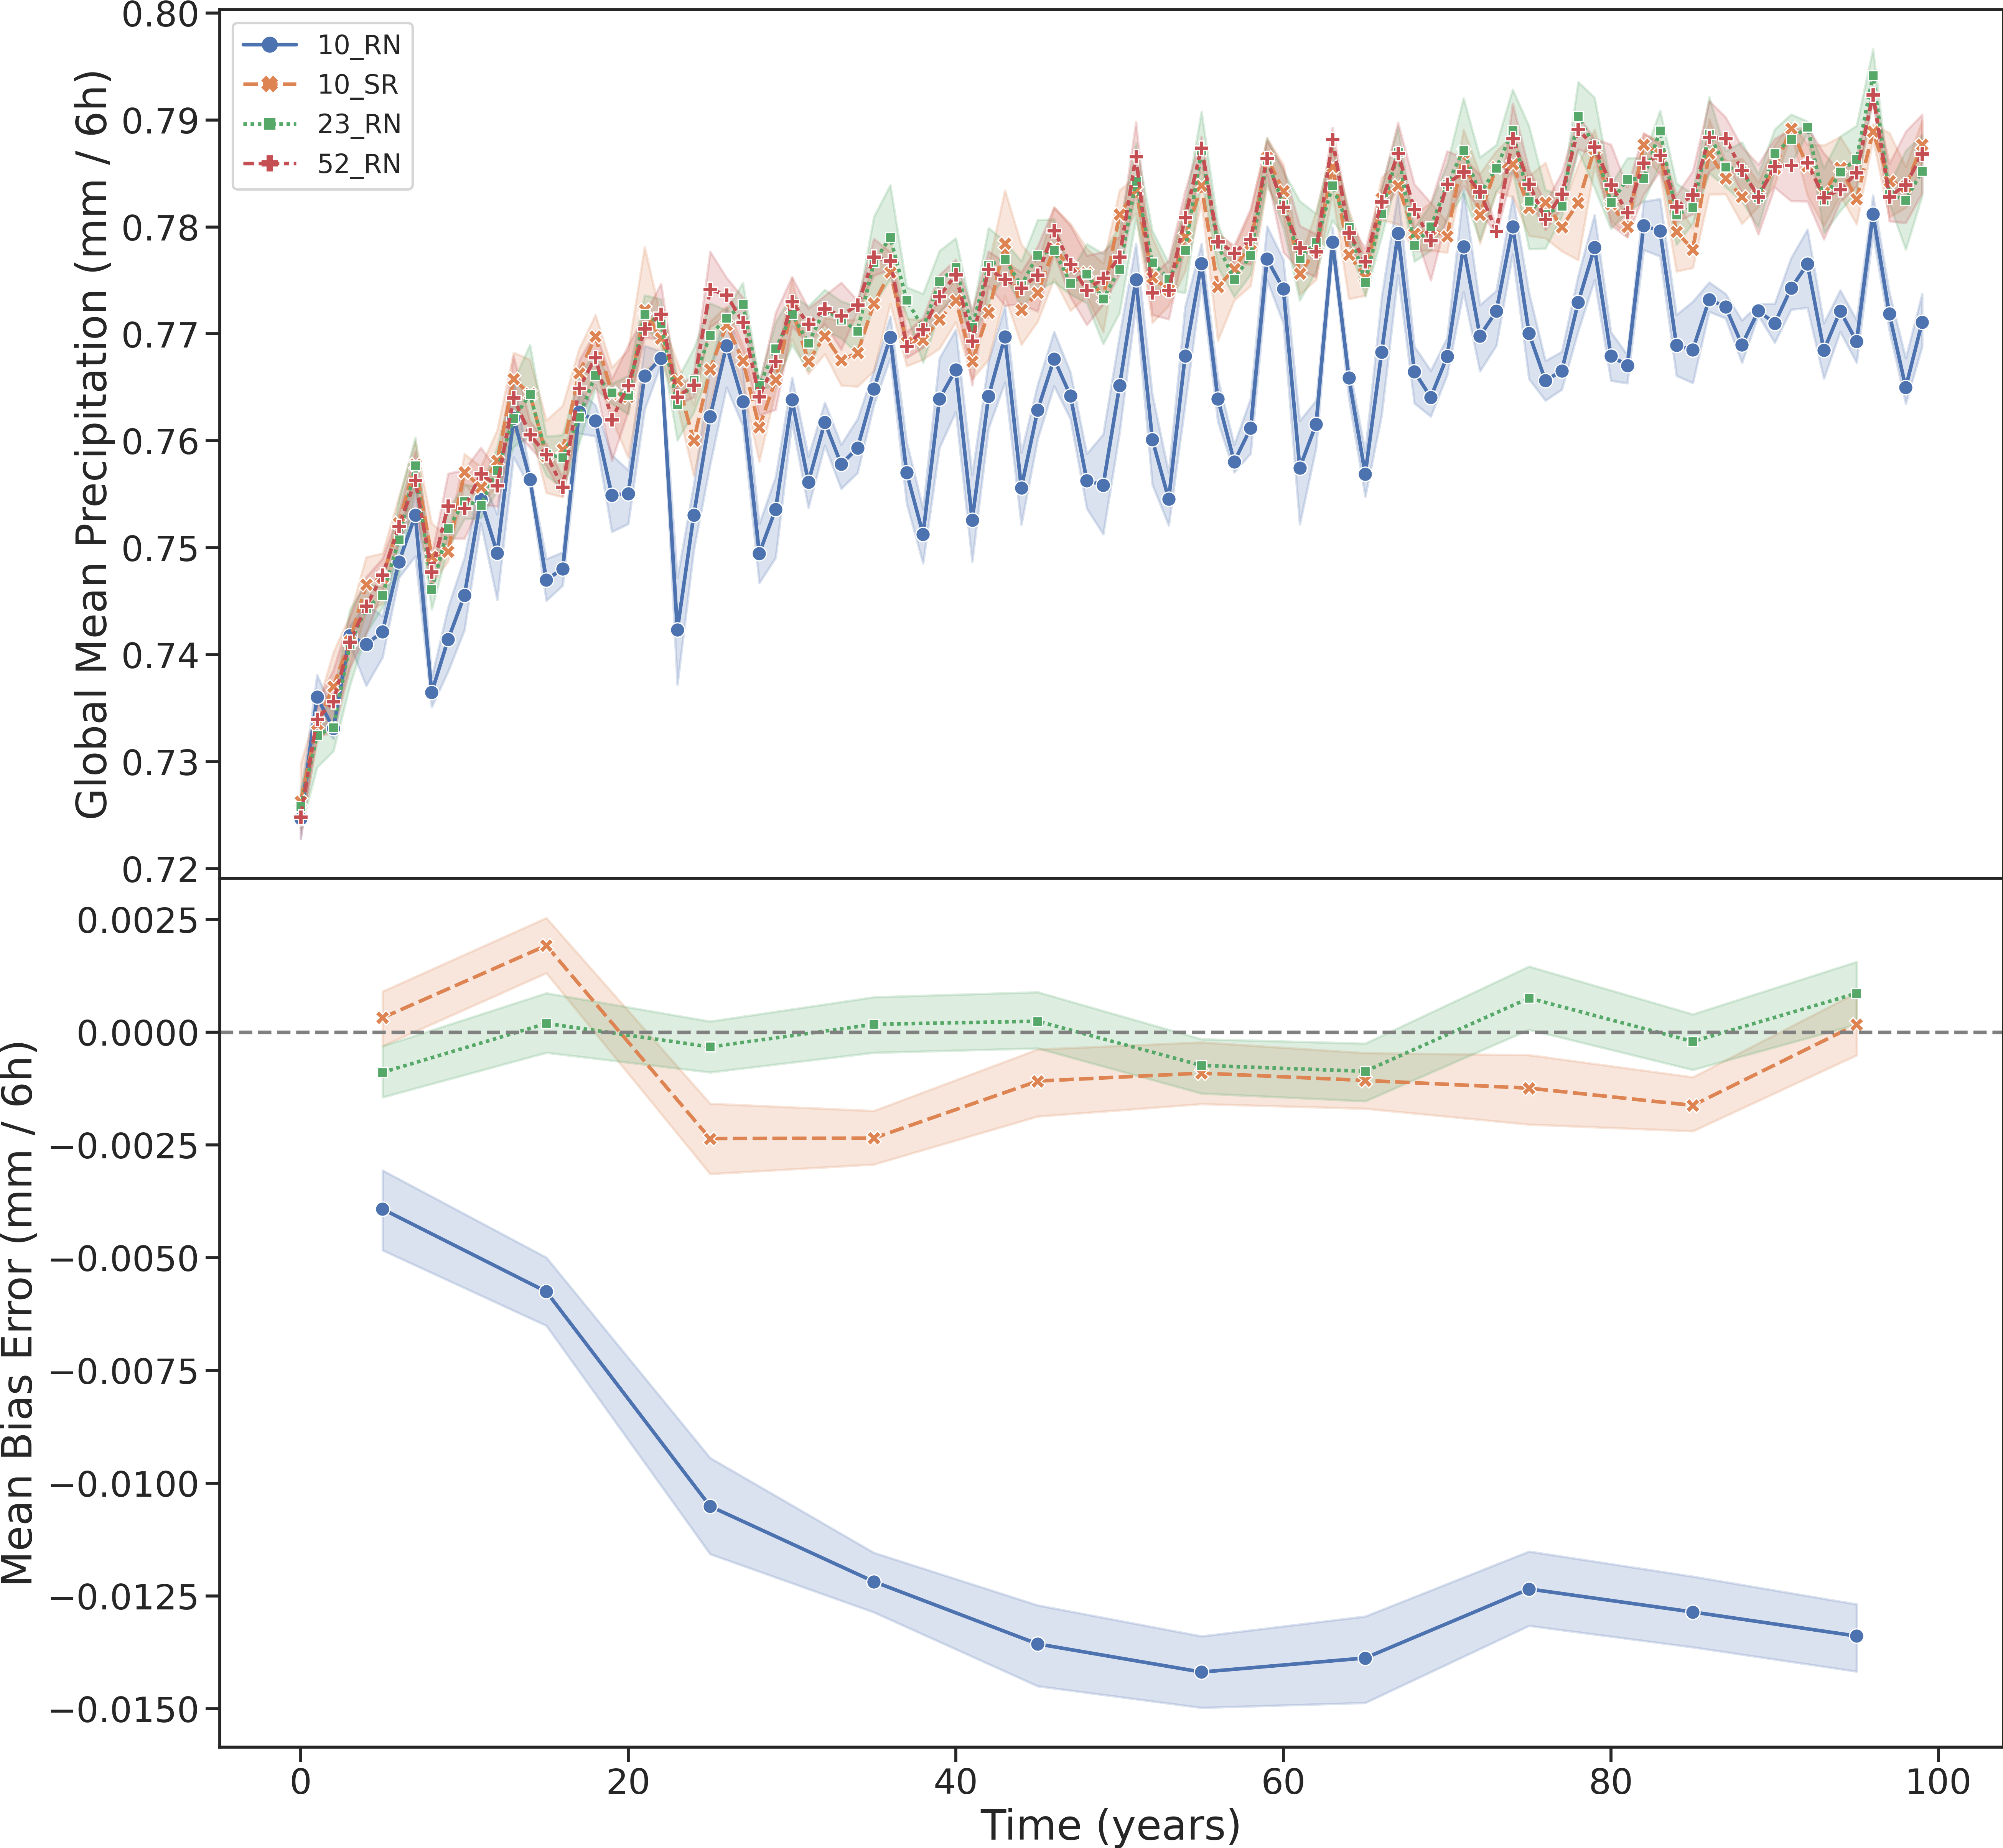 Global Mean Precipitation (mm / 6h)
0.80
0.79
0.78
0.77
0.76
0.75
0.74
0.73
0.72
10_RN
10_SR
23_RN
52_RN
Mean Bias Error (mm / 6h)
0.0025
0.0000
−0.0025
−0.0050
−0.0075
−0.0100
−0.0125
−0.0150
0 20 40 60 80 100
Time (years)